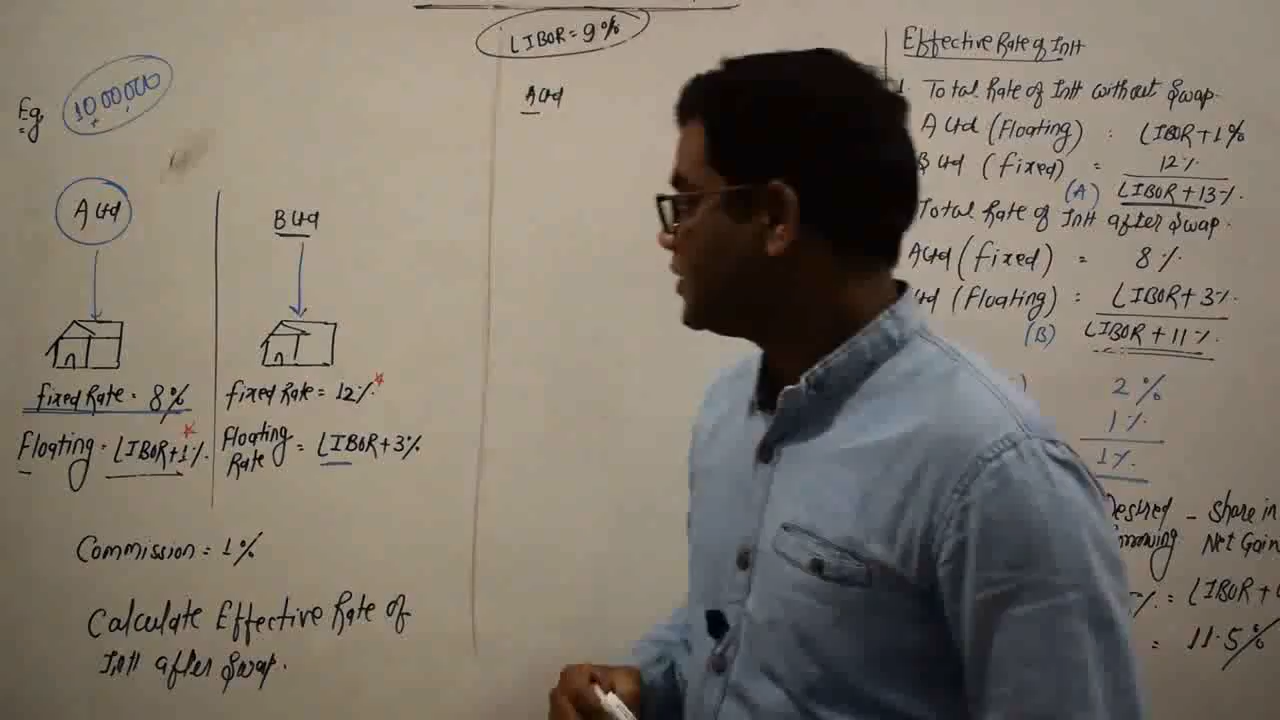 LIBOR = 9%
Eg.
1000000
A Ltd
B Ltd
Fixed Rate = 8%
Floating = LIBOR+1%.
Fixed Rate = 12%.
Floating Rate = LIBOR+3%
Commission = 1%
Calculate Effective Rate of
Intt after Swap.
A Ltd
Effective Rate of Intt
1. Total Rate of Intt without Swap.
A Ltd (Floating) : LIBOR+1%
B Ltd (Fixed) = 12%
(A) LIBOR+13%.
Total Rate of Intt after Swap.
A Ltd (Fixed) = 8%
Ltd (Floating) = LIBOR+3%.
(B) LIBOR+11%.
2%
1%
1%
Desired - Share in
Net Gain
%. = LIBOR+
= 11.5%